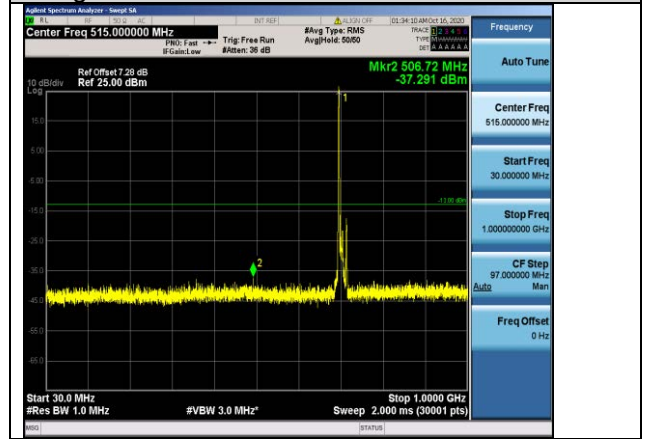 Agilent Spectrum Analyzer - Swept SA
RL RF 50 Ω AC INT REF ALIGN OFF 01:34:10 AM Oct 16, 2020
Center Freq 515.000000 MHz
PNO: Fast
IFGain:Low
Trig: Free Run
#Atten: 36 dB
#Avg Type: RMS
Avg|Hold: 50/50
TRACE 1 2 3 4 5 6
TYPE
DET A A A A A A
Mkr2 506.72 MHz
-37.291 dBm
Ref Offset 7.28 dB
10 dB/div Ref 25.00 dBm
Log
1
15.0
5.00
-5.00
-13.00 dBm
-15.0
-25.0
2
-35.0
-45.0
-55.0
-65.0
Start 30.0 MHz Stop 1.0000 GHz
#Res BW 1.0 MHz #VBW 3.0 MHz* Sweep 2.000 ms (30001 pts)
MSG STATUS
Frequency
Auto Tune
Center Freq
515.000000 MHz
Start Freq
30.000000 MHz
Stop Freq
1.000000000 GHz
CF Step
97.000000 MHz
Auto Man
Freq Offset
0 Hz